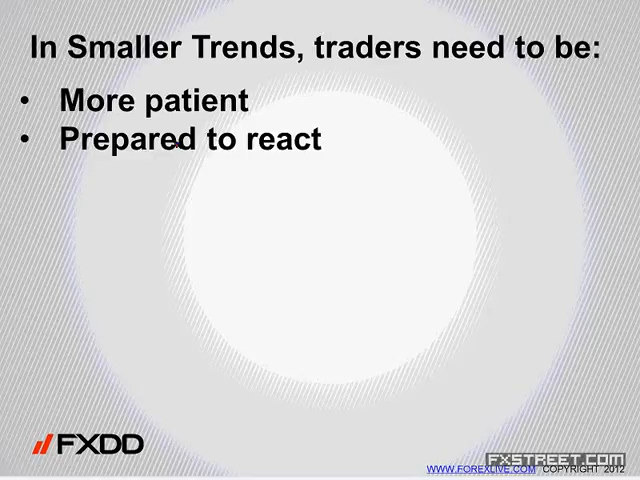 In Smaller Trends, traders need to be:
• More patient
• Prepared to react
FXDD
FXSTREET.COM
WWW.FOREXLIVE.COM COPYRIGHT 2012